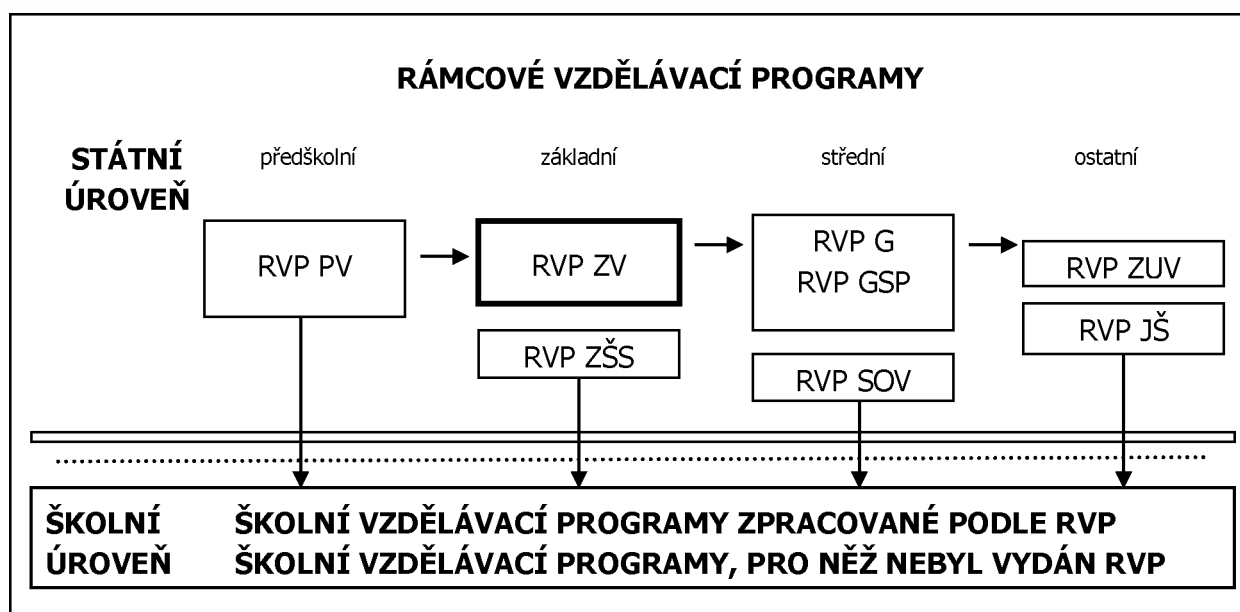 RÁMCOVÉ VZDĚLÁVACÍ PROGRAMY
STÁTNÍ
ÚROVEŇ
předškolní
základní
střední
ostatní
RVP PV
RVP ZV
RVP G
RVP GSP
RVP ZUV
RVP JŠ
RVP ZŠS
RVP SOV
ŠKOLNÍ ŠKOLNÍ VZDĚLÁVACÍ PROGRAMY ZPRACOVANÉ PODLE RVP
ÚROVEŇ ŠKOLNÍ VZDĚLÁVACÍ PROGRAMY, PRO NĚŽ NEBYL VYDÁN RVP